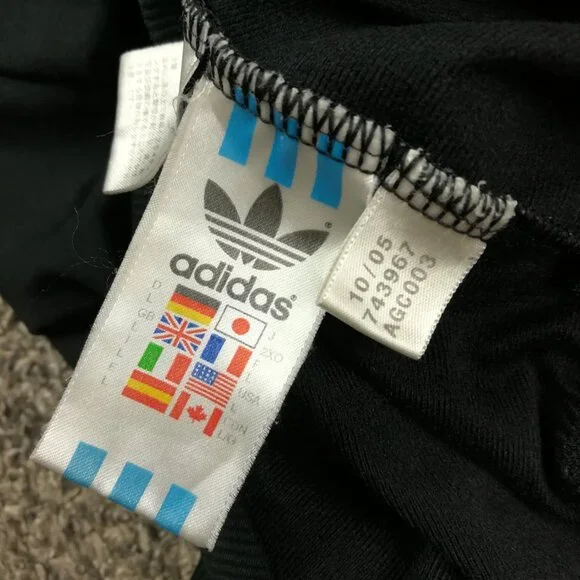 adidas
D
L
J
2XO
GB
L
F
L
I
L
USA
L
E
L
CDN
L/G
10/05
743967
AGC003